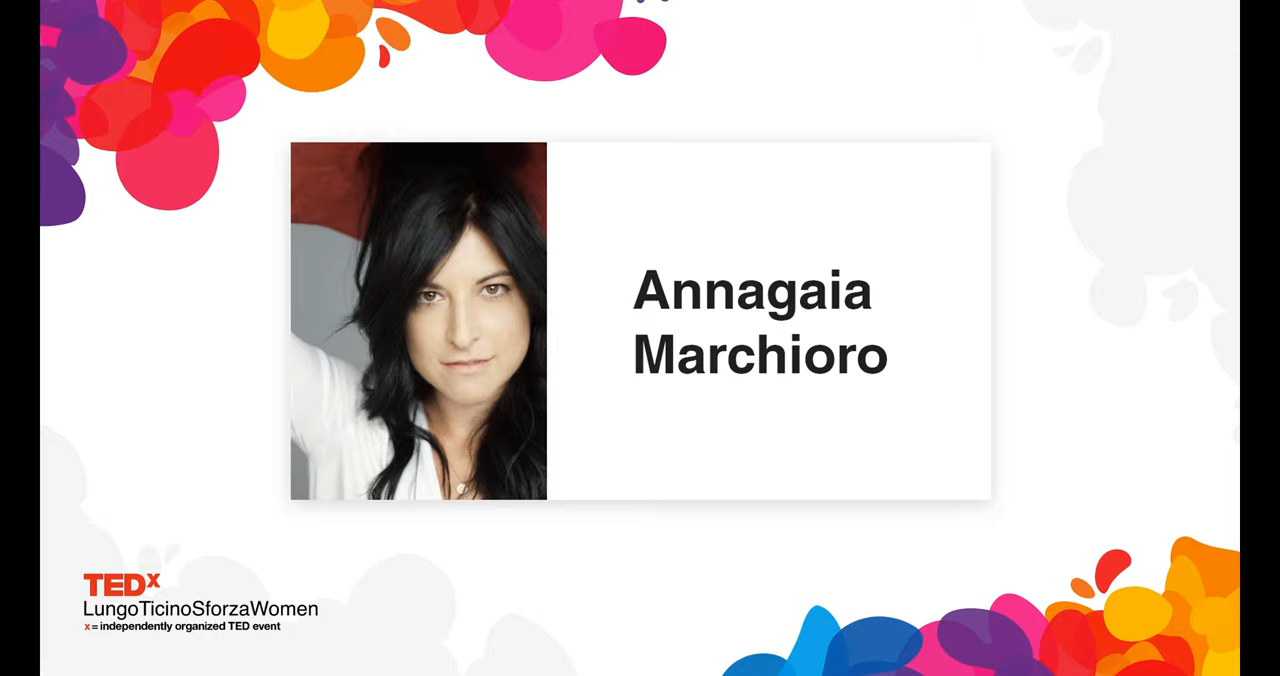 Annagaia
Marchioro
TEDx
LungoTicinoSforzaWomen
x = independently organized TED event